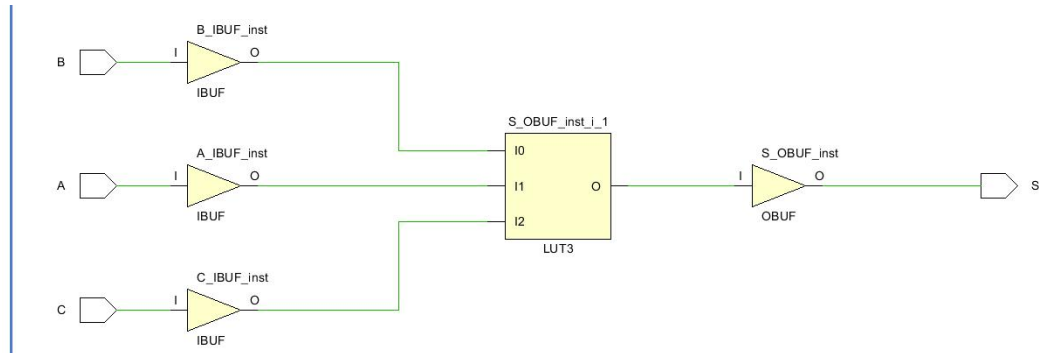 B_IBUF_inst
B
I
O
IBUF
S_OBUF_inst_i_1
I0
A_IBUF_inst
S_OBUF_inst
A
I
O
I1
O
I
O
S
IBUF
OBUF
I2
LUT3
C_IBUF_inst
C
I
O
IBUF